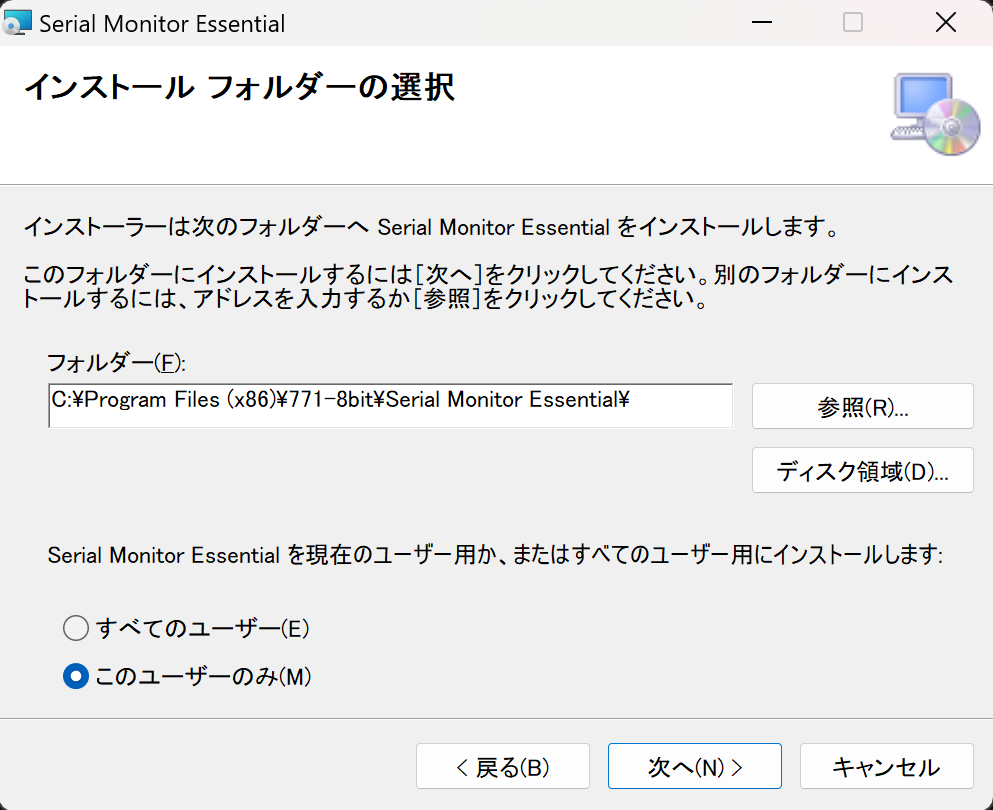 Serial Monitor Essential
インストール フォルダーの選択
インストーラーは次のフォルダーへ Serial Monitor Essential をインストールします。
このフォルダーにインストールするには[次へ]をクリックしてください。別のフォルダーにインス
トールするには、アドレスを入力するか[参照]をクリックしてください。
フォルダー(F):
C:¥Program Files (x86)¥771-8bit¥Serial Monitor Essential¥
参照(R)...
ディスク領域(D)...
Serial Monitor Essential を現在のユーザー用か、またはすべてのユーザー用にインストールします:
すべてのユーザー(E)
このユーザーのみ(M)
< 戻る(B)
次へ(N) >
キャンセル